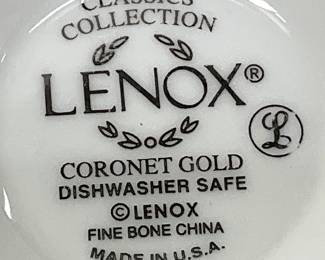 CLASSICS
COLLECTION
LENOX®
L
CORONET GOLD
DISHWASHER SAFE
© LENOX
FINE BONE CHINA
MADE IN U.S.A.